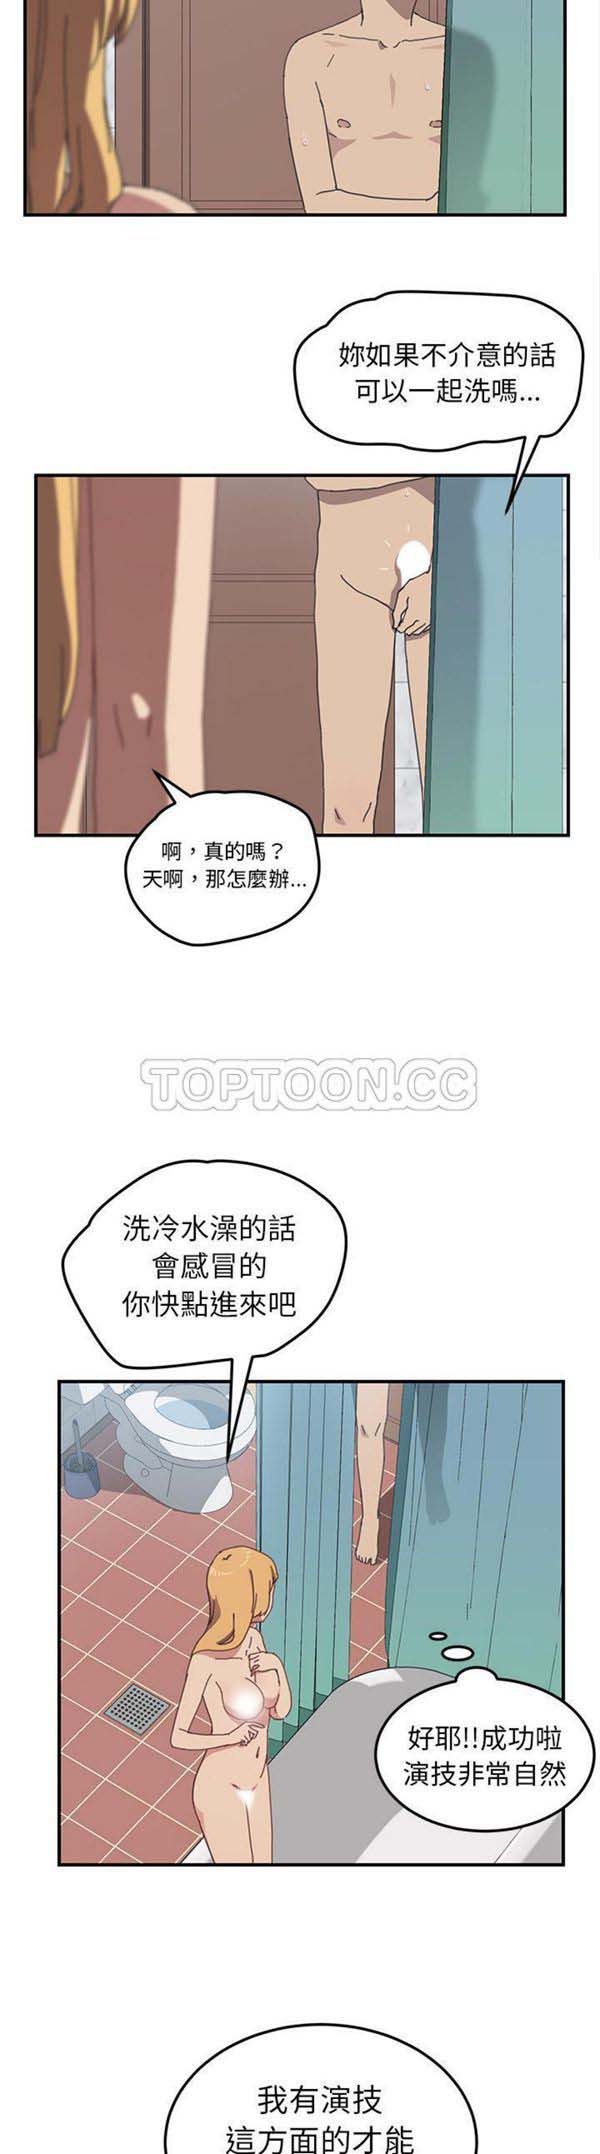 妳如果不介意的話
可以一起洗嗎...
啊，真的嗎？
天啊，那怎麼辦...
TOPTOON.CC
洗冷水澡的話
會感冒的
你快點進來吧
好耶!!成功啦
演技非常自然
我有演技
這方面的才能